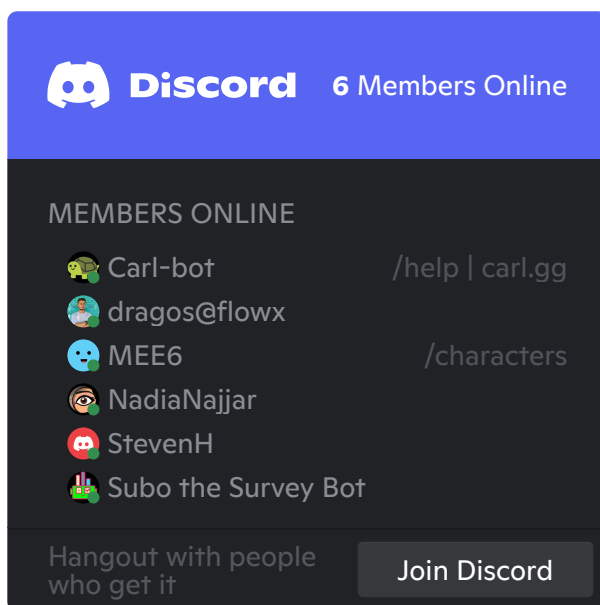 Discord 6 Members Online
MEMBERS ONLINE
Carl-bot /help | carl.gg
dragos@flowx
MEE6 /characters
NadiaNajjar
StevenH
Subo the Survey Bot
Hangout with people
who get it
Join Discord